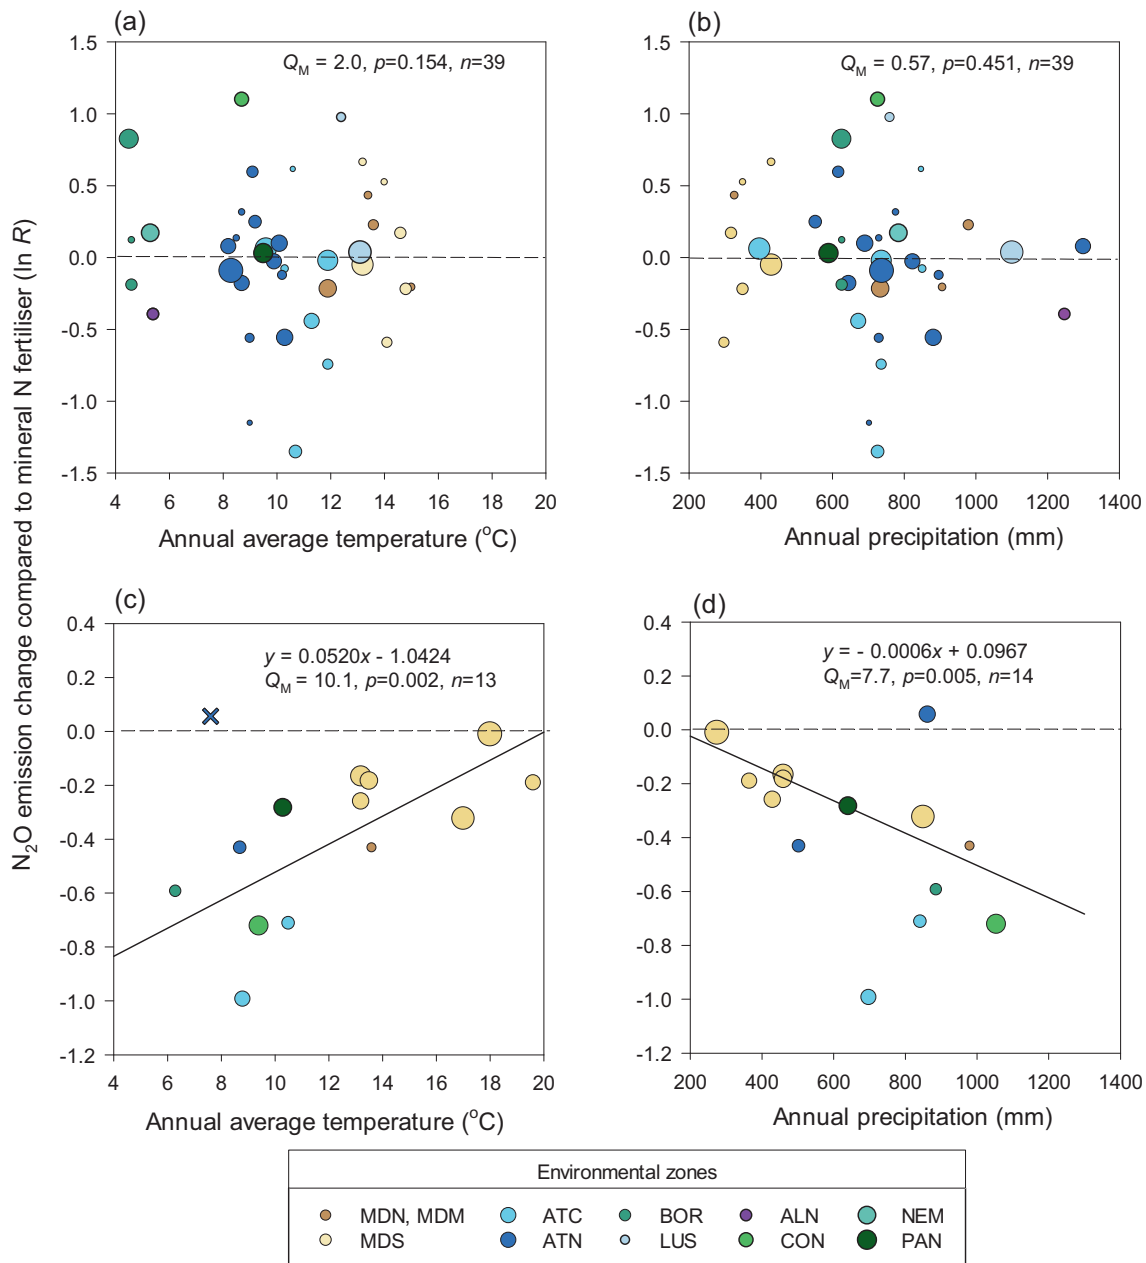 (a)
(b)
N₂O emission change compared to mineral N fertiliser (ln R)
1.5
1.0
0.5
0.0
-0.5
-1.0
-1.5
Q_M = 2.0, p=0.154, n=39
4 6 8 10 12 14 16 18 20
Annual average temperature (°C)
1.5
1.0
0.5
0.0
-0.5
-1.0
-1.5
Q_M = 0.57, p=0.451, n=39
200 400 600 800 1000 1200 1400
Annual precipitation (mm)
(c)
0.4
0.2
0.0
-0.2
-0.4
-0.6
-0.8
-1.0
-1.2
y = 0.0520x - 1.0424
Q_M = 10.1, p=0.002, n=13
4 6 8 10 12 14 16 18 20
Annual average temperature (°C)
(d)
0.4
0.2
0.0
-0.2
-0.4
-0.6
-0.8
-1.0
-1.2
y = - 0.0006x + 0.0967
Q_M=7.7, p=0.005, n=14
200 400 600 800 1000 1200 1400
Annual precipitation (mm)
Environmental zones
MDN, MDM ATC BOR ALN NEM
MDS ATN LUS CON PAN